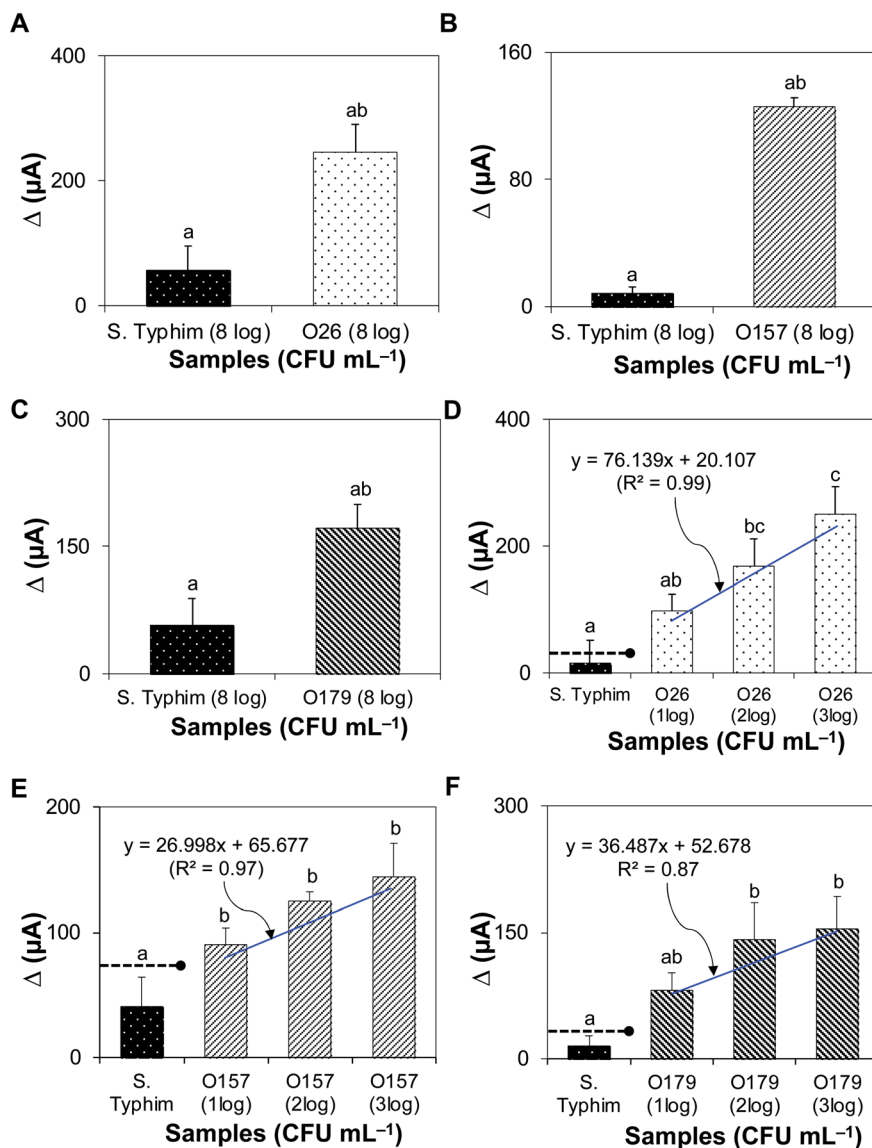 A
400
200
0
Δ (µA)
a
ab
S. Typhim (8 log)
O26 (8 log)
Samples (CFU mL⁻¹)
B
160
80
0
Δ (µA)
a
ab
S. Typhim (8 log)
O157 (8 log)
Samples (CFU mL⁻¹)
C
300
150
0
Δ (µA)
a
ab
S. Typhim (8 log)
O179 (8 log)
Samples (CFU mL⁻¹)
D
400
200
0
Δ (µA)
y = 76.139x + 20.107
(R² = 0.99)
a
ab
bc
c
S. Typhim
O26
(1log)
O26
(2log)
O26
(3log)
Samples (CFU mL⁻¹)
E
200
100
0
Δ (µA)
y = 26.998x + 65.677
(R² = 0.97)
a
b
b
b
S.
Typhim
O157
(1log)
O157
(2log)
O157
(3log)
Samples (CFU mL⁻¹)
F
300
150
0
Δ (µA)
y = 36.487x + 52.678
R² = 0.87
a
ab
b
b
S.
Typhim
O179
(1log)
O179
(2log)
O179
(3log)
Samples (CFU mL⁻¹)